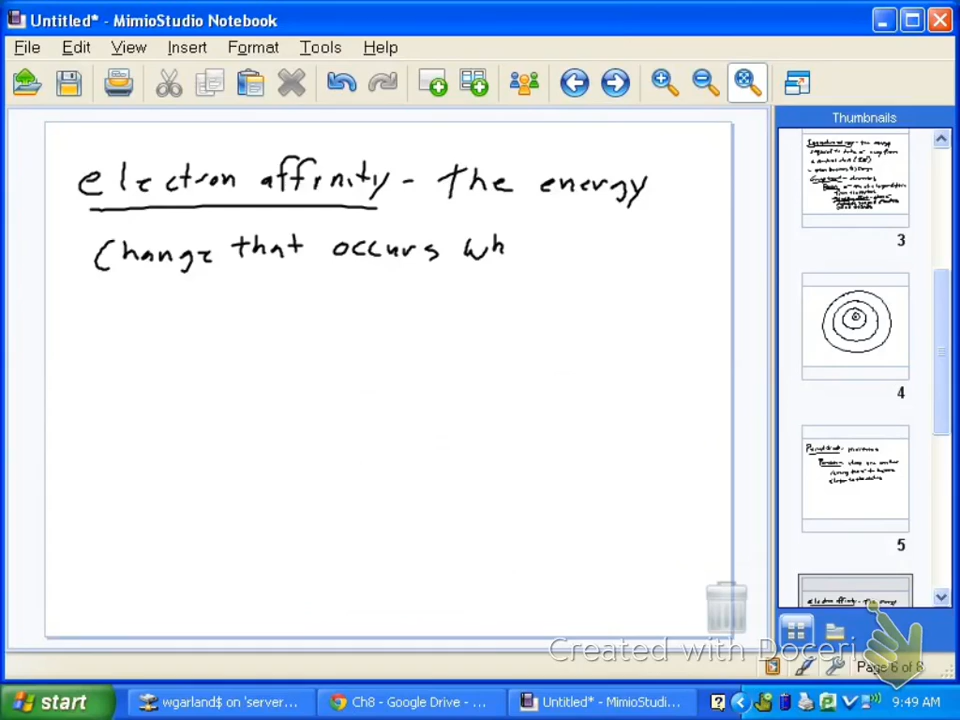 Untitled* - MimioStudio Notebook
File Edit View Insert Format Tools Help
Thumbnails
electron affinity - the energy
change that occurs wh
3
4
5
Created with Doceri
Page 6 of 8
start
wgarland$ on 'server...
Ch8 - Google Drive - ...
Untitled* - MimioStudi...
9:49 AM